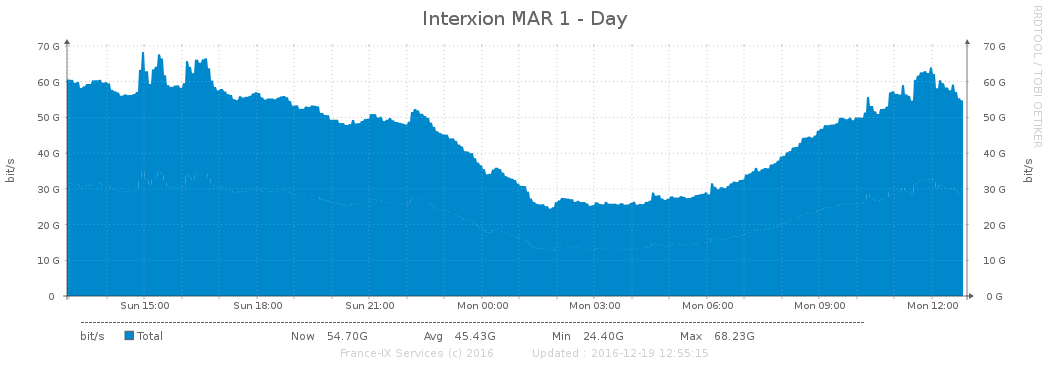 Interxion MAR 1 - Day
RRDTOOL / TOBI OETIKER
70 G 70 G
60 G 60 G
50 G 50 G
40 G 40 G
30 G 30 G
20 G 20 G
10 G 10 G
0 0 G
bit/s bit/s
Sun 15:00 Sun 18:00 Sun 21:00 Mon 00:00 Mon 03:00 Mon 06:00 Mon 09:00 Mon 12:00
bit/s Total Now 54.70G Avg 45.43G Min 24.40G Max 68.23G
France-IX Services (c) 2016 Updated : 2016-12-19 12:55:15